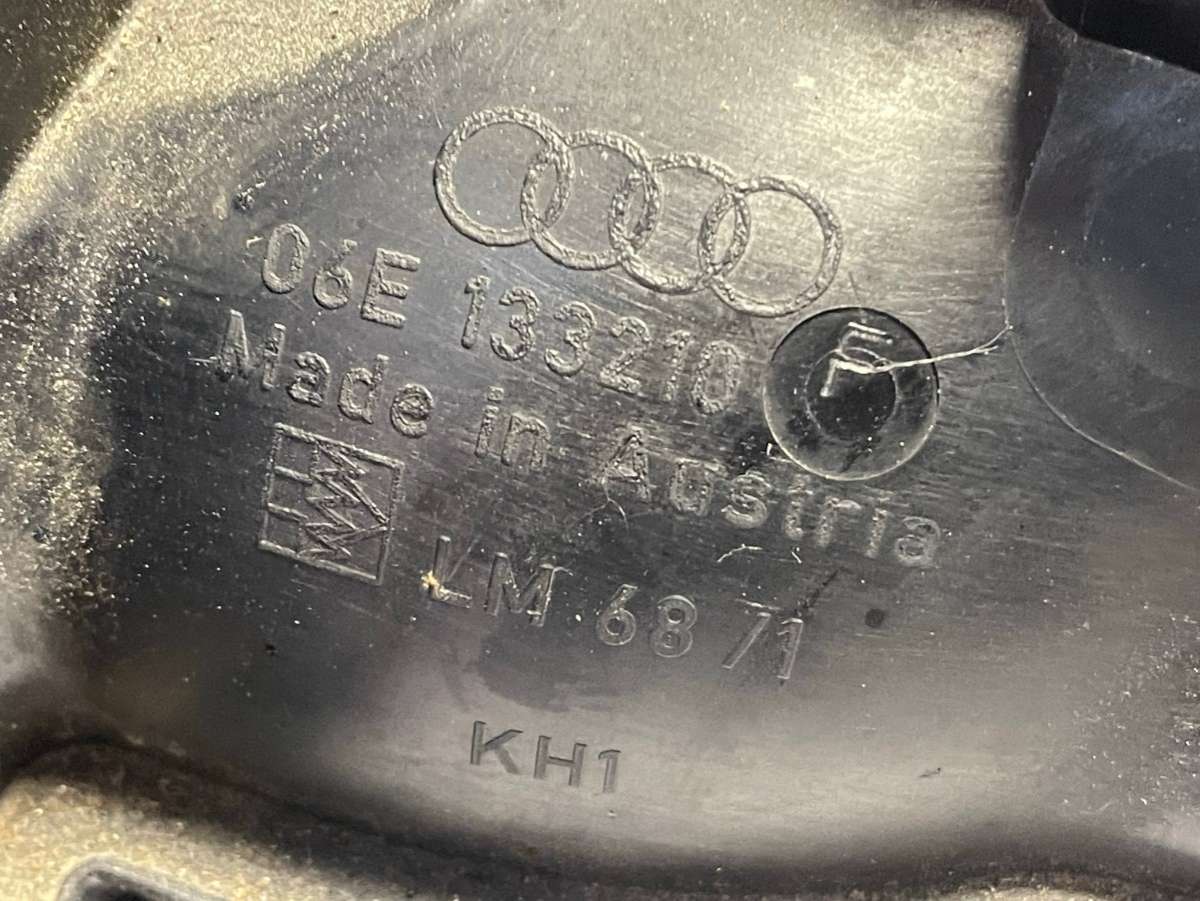 06E 133210 F
Made in Austria
LM 68 71
KH1